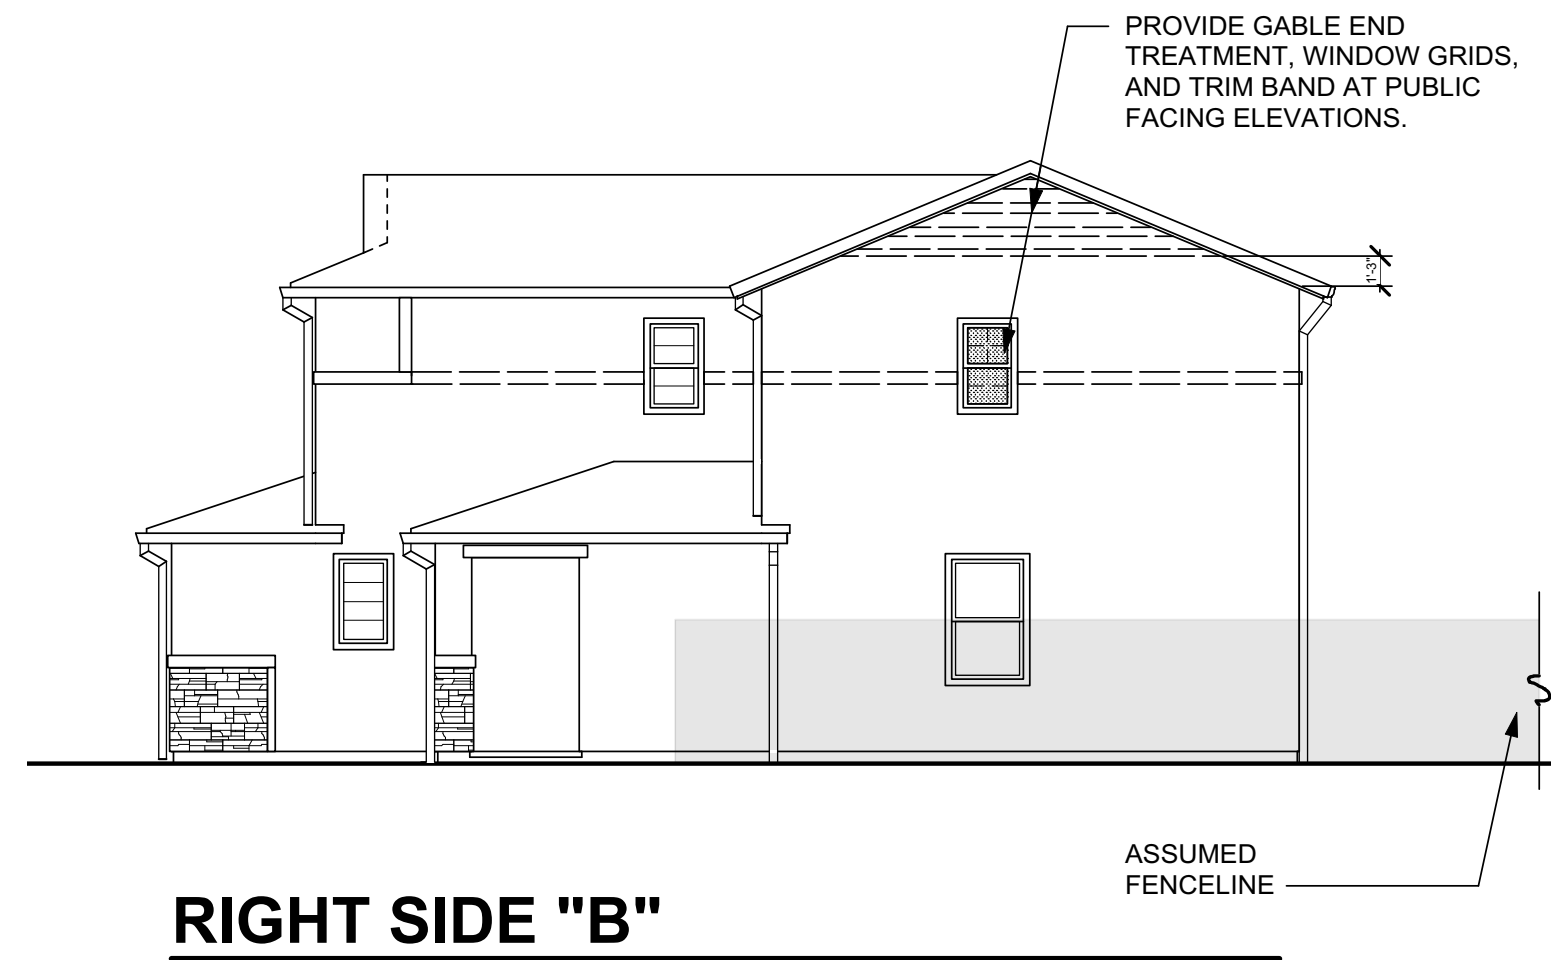 PROVIDE GABLE END
TREATMENT, WINDOW GRIDS,
AND TRIM BAND AT PUBLIC
FACING ELEVATIONS.
1'-3"
ASSUMED
FENCELINE
RIGHT SIDE "B"